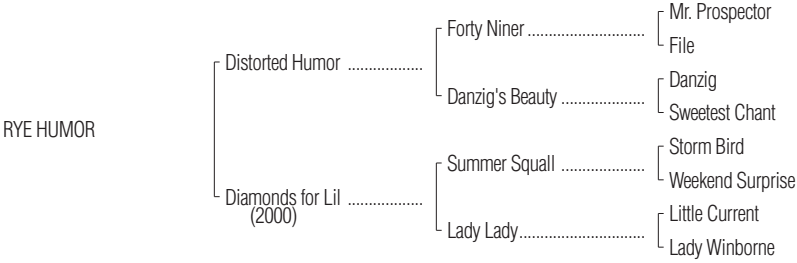 Mr. Prospector
Forty Niner ............................
File
Distorted Humor ..................
Danzig
Danzig's Beauty ....................
Sweetest Chant
RYE HUMOR
Storm Bird
Summer Squall ....................
Weekend Surprise
Diamonds for Lil ..................
(2000)
Little Current
Lady Lady..............................
Lady Winborne